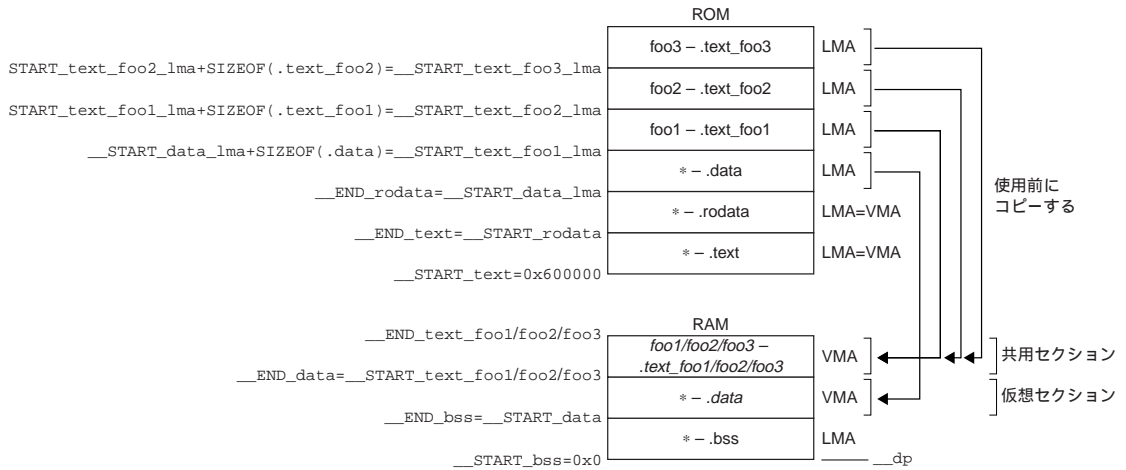 ROM
foo3 – .text_foo3 LMA
START_text_foo2_lma+SIZEOF(.text_foo2)=__START_text_foo3_lma
foo2 – .text_foo2 LMA
START_text_foo1_lma+SIZEOF(.text_foo1)=__START_text_foo2_lma
foo1 – .text_foo1 LMA
__START_data_lma+SIZEOF(.data)=__START_text_foo1_lma
* – .data LMA
__END_rodata=__START_data_lma
* – .rodata LMA=VMA
__END_text=__START_rodata
* – .text LMA=VMA
__START_text=0x600000
使用前に
コピーする
RAM
__END_text_foo1/foo2/foo3
foo1/foo2/foo3 –
.text_foo1/foo2/foo3
VMA
共用セクション
__END_data=__START_text_foo1/foo2/foo3
* – .data VMA
仮想セクション
__END_bss=__START_data
* – .bss LMA
__START_bss=0x0
__dp